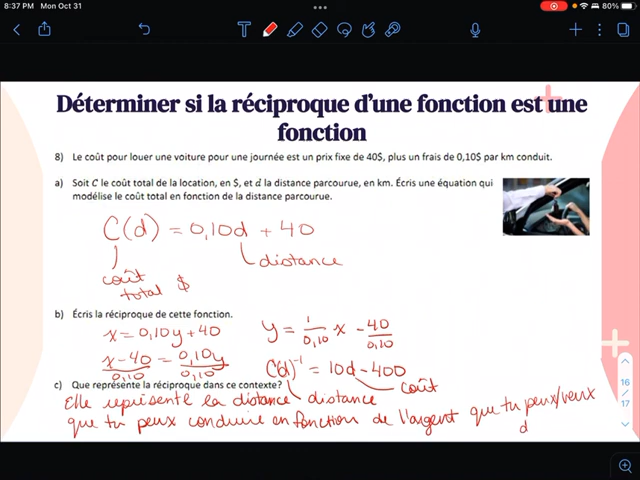 8:37 PM Mon Oct 31
80%
Déterminer si la réciproque d'une fonction est une
fonction
8) Le coût pour louer une voiture pour une journée est un prix fixe de 40$, plus un frais de 0,10$ par km conduit.
a) Soit C le coût total de la location, en $, et d la distance parcourue, en km. Écris une équation qui
modélise le coût total en fonction de la distance parcourue.
C(d) = 0,10d + 40
distance
coût
total $
b) Écris la réciproque de cette fonction.
x = 0,10y + 40
y = 1/0,10 x - 40/0,10
x - 40/0,10 = 0,10y/0,10
C(d)⁻¹ = 10d - 400
coût
distance
c) Que représente la réciproque dans ce contexte?
Elle représente la distance
que tu peux conduire en fonction de l'argent que tu peux/veux
d
16
/
17